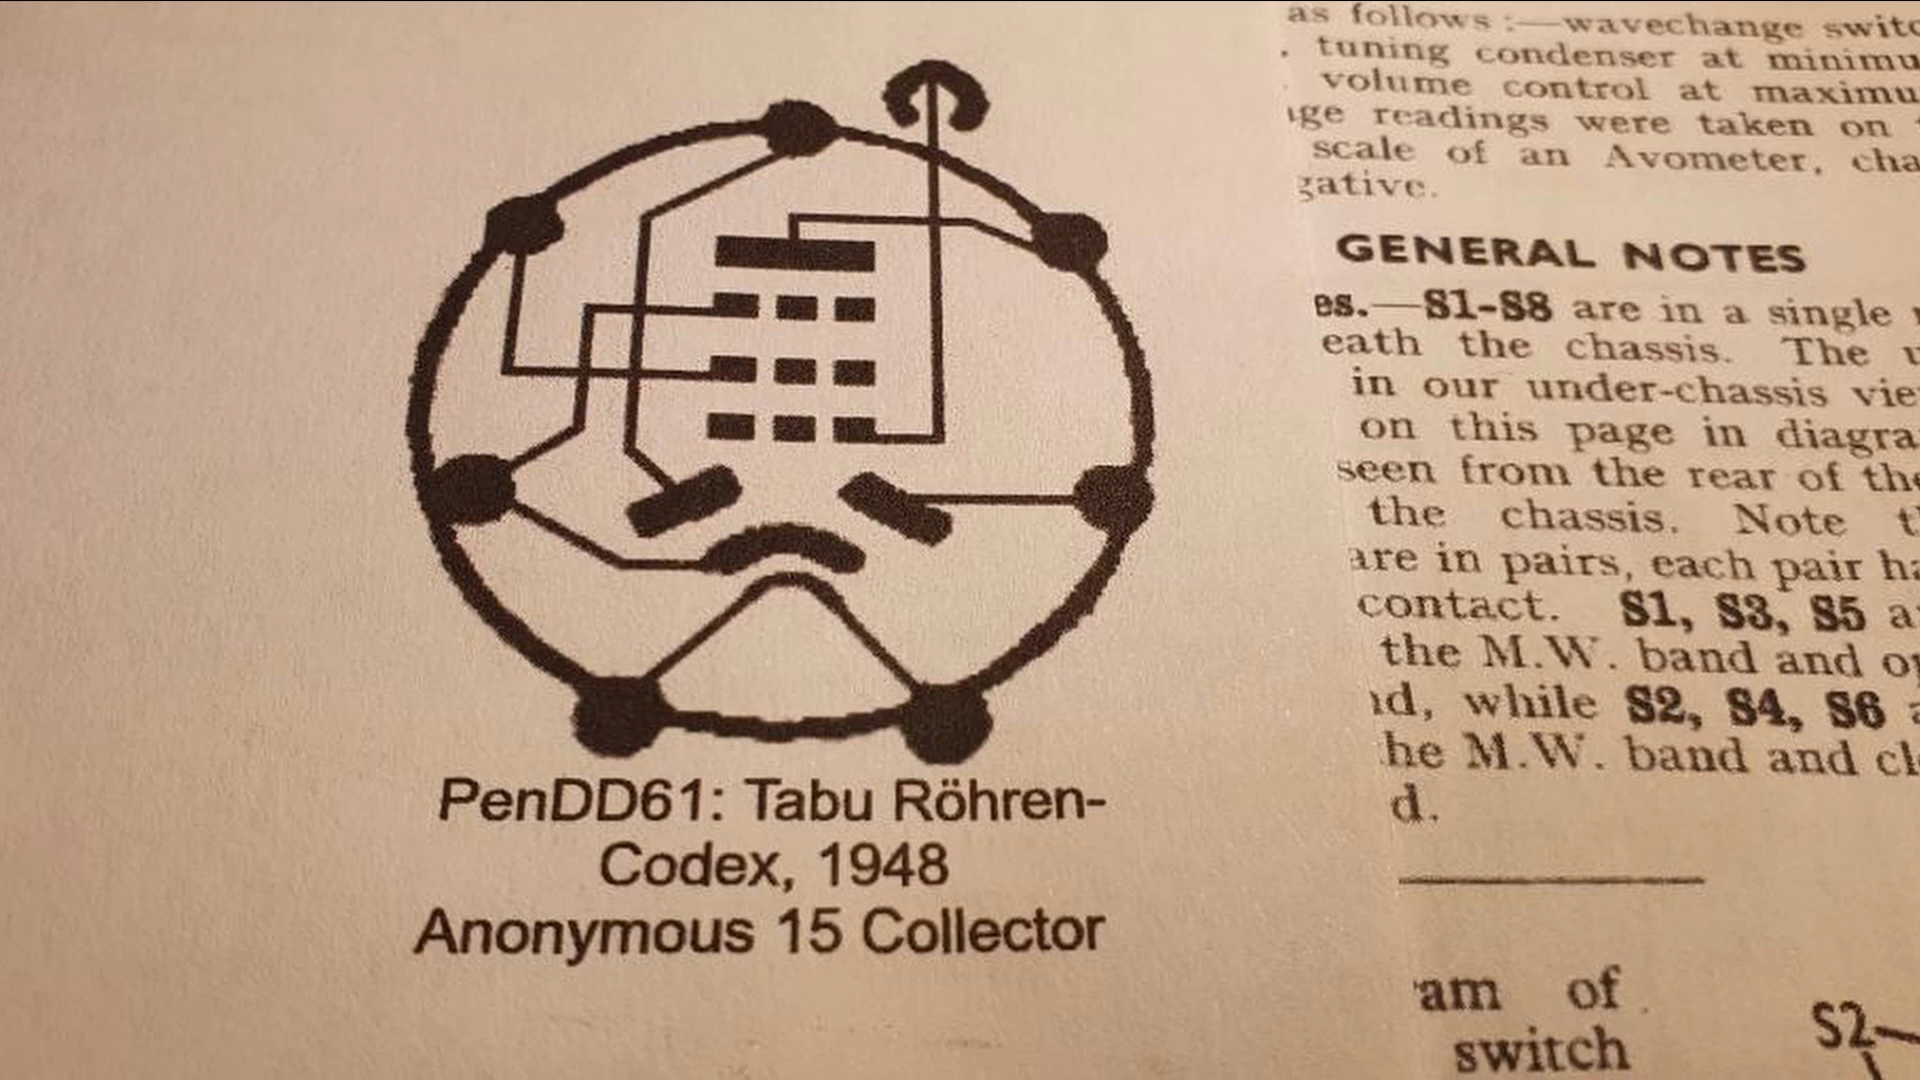 PenDD61: Tabu Röhren-
Codex, 1948
Anonymous 15 Collector
as follows :—wavechange
tuning condenser at
volume control at
readings were taken on
scale of an Avometer,
GENERAL NOTES
S1-S8 are in a single
the chassis. The
in our under-chassis
on this page in
seen from the rear of
the chassis. Note
are in pairs, each pair
contact. S1, S3, S5
the M.W. band and
while S2, S4, S6
M.W. band and
d.
of
switch
S2